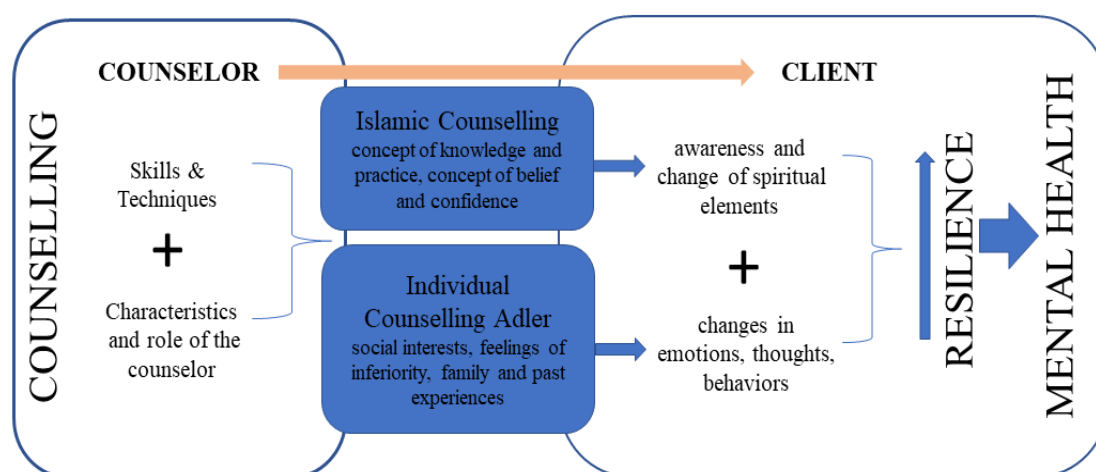 COUNSELLING
COUNSELOR
Skills &
Techniques
+
Characteristics
and role of the
counselor
Islamic Counselling
concept of knowledge and
practice, concept of belief
and confidence
Individual
Counselling Adler
social interests, feelings of
inferiority, family and past
experiences
CLIENT
awareness and
change of spiritual
elements
+
changes in
emotions, thoughts,
behaviors
RESILIENCE
MENTAL HEALTH